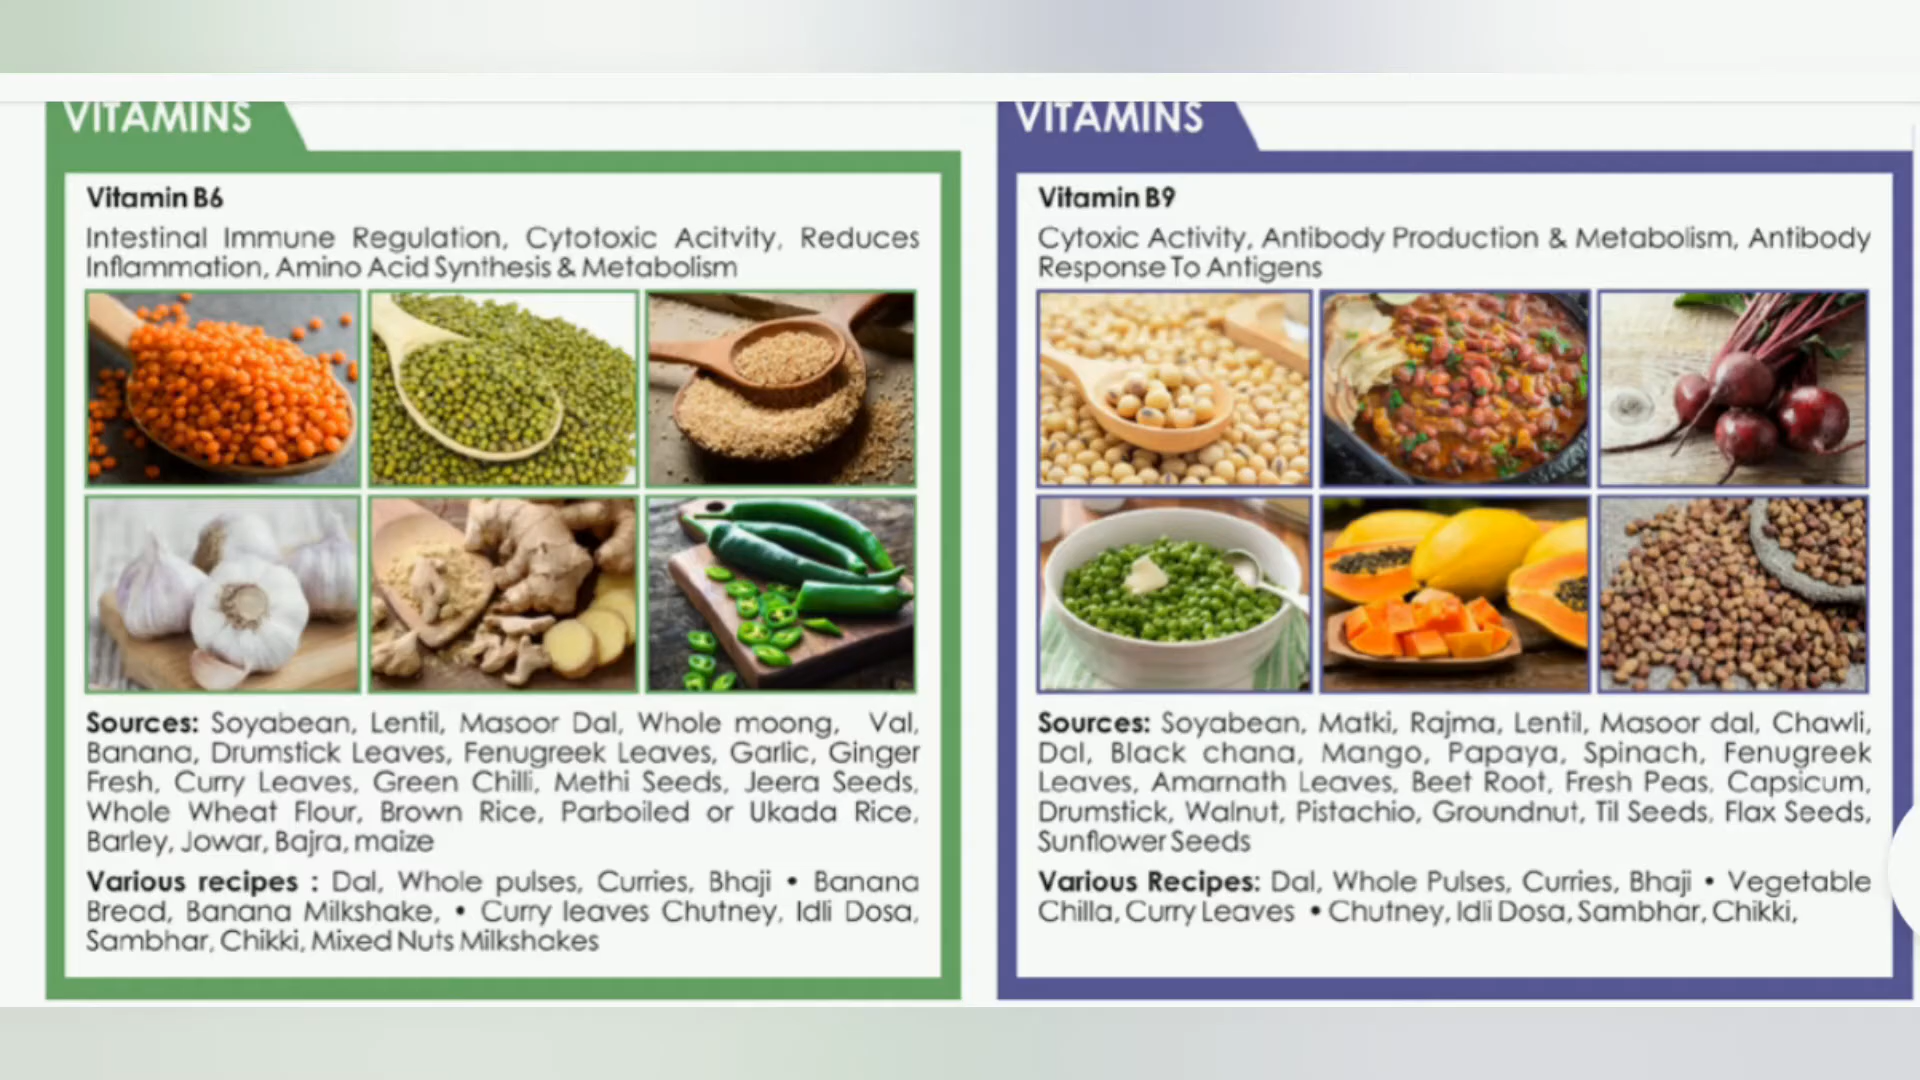 VITAMINS
Vitamin B6
Intestinal Immune Regulation, Cytotoxic Acitvity, Reduces
Inflammation, Amino Acid Synthesis & Metabolism
Sources: Soyabean, Lentil, Masoor Dal, Whole moong, Val,
Banana, Drumstick Leaves, Fenugreek Leaves, Garlic, Ginger
Fresh, Curry Leaves, Green Chilli, Methi Seeds, Jeera Seeds,
Whole Wheat Flour, Brown Rice, Parboiled or Ukada Rice,
Barley, Jowar, Bajra, maize
Various recipes : Dal, Whole pulses, Curries, Bhaji • Banana
Bread, Banana Milkshake, • Curry leaves Chutney, Idli Dosa,
Sambhar, Chikki, Mixed Nuts Milkshakes
VITAMINS
Vitamin B9
Cytoxic Activity, Antibody Production & Metabolism, Antibody
Response To Antigens
Sources: Soyabean, Matki, Rajma, Lentil, Masoor dal, Chawli,
Dal, Black chana, Mango, Papaya, Spinach, Fenugreek
Leaves, Amarnath Leaves, Beet Root, Fresh Peas, Capsicum,
Drumstick, Walnut, Pistachio, Groundnut, Til Seeds, Flax Seeds,
Sunflower Seeds
Various Recipes: Dal, Whole Pulses, Curries, Bhaji • Vegetable
Chilla, Curry Leaves • Chutney, Idli Dosa, Sambhar, Chikki,